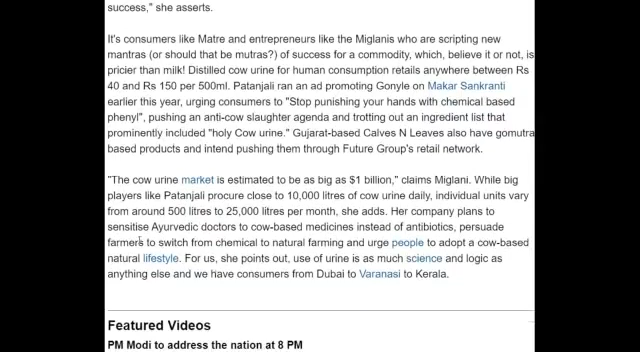 success," she asserts.
It's consumers like Matre and entrepreneurs like the Miglanis who are scripting new
mantras (or should that be mutras?) of success for a commodity, which, believe it or not, is
pricier than milk! Distilled cow urine for human consumption retails anywhere between Rs
40 and Rs 150 per 500ml. Patanjali ran an ad promoting Gonyle on Makar Sankranti
earlier this year, urging consumers to "Stop punishing your hands with chemical based
phenyl", pushing an anti-cow slaughter agenda and trotting out an ingredient list that
prominently included "holy Cow urine." Gujarat-based Calves N Leaves also have gomutra
based products and intend pushing them through Future Group's retail network.
"The cow urine market is estimated to be as big as $1 billion," claims Miglani. While big
players like Patanjali procure close to 10,000 litres of cow urine daily, individual units vary
from around 500 litres to 25,000 litres per month, she adds. Her company plans to
sensitise Ayurvedic doctors to cow-based medicines instead of antibiotics, persuade
farmers to switch from chemical to natural farming and urge people to adopt a cow-based
natural lifestyle. For us, she points out, use of urine is as much science and logic as
anything else and we have consumers from Dubai to Varanasi to Kerala.
Featured Videos
PM Modi to address the nation at 8 PM